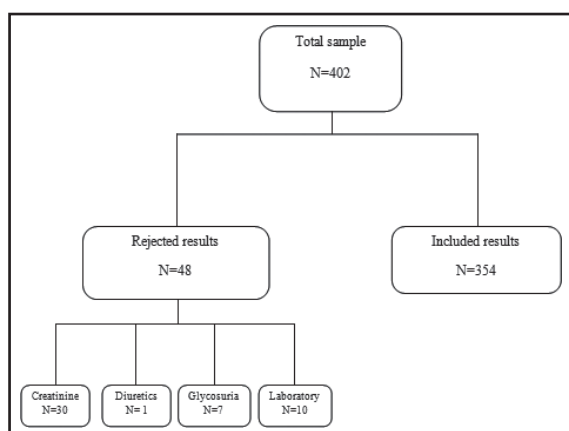 Total sample
N=402
Rejected results
N=48
Included results
N=354
Creatinine
N=30
Diuretics
N= 1
Glycosuria
N=7
Laboratory
N=10